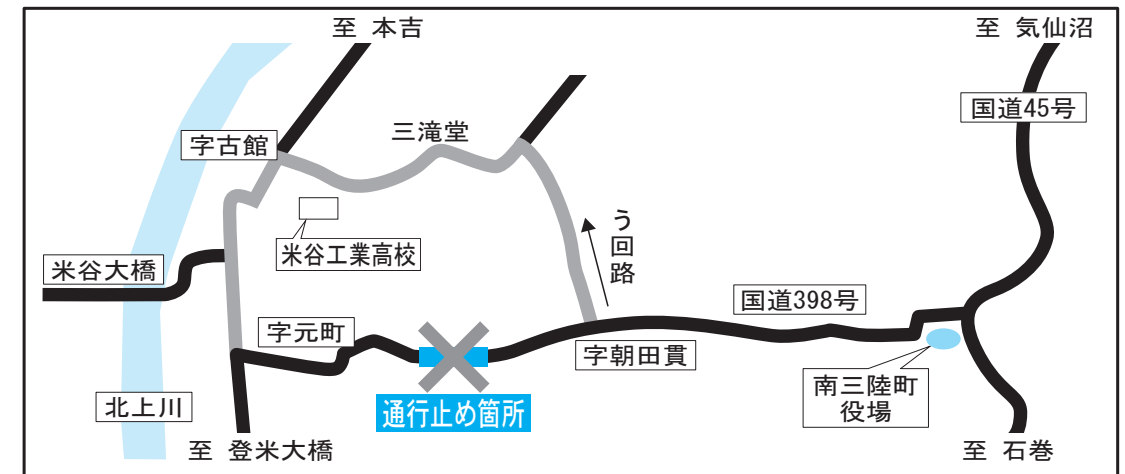 至 本吉
至 気仙沼
国道45号
字古館
三滝堂
う回路
米谷工業高校
米谷大橋
国道398号
字元町
字朝田貫
北上川
通行止め箇所
南三陸町
役場
至 登米大橋
至 石巻